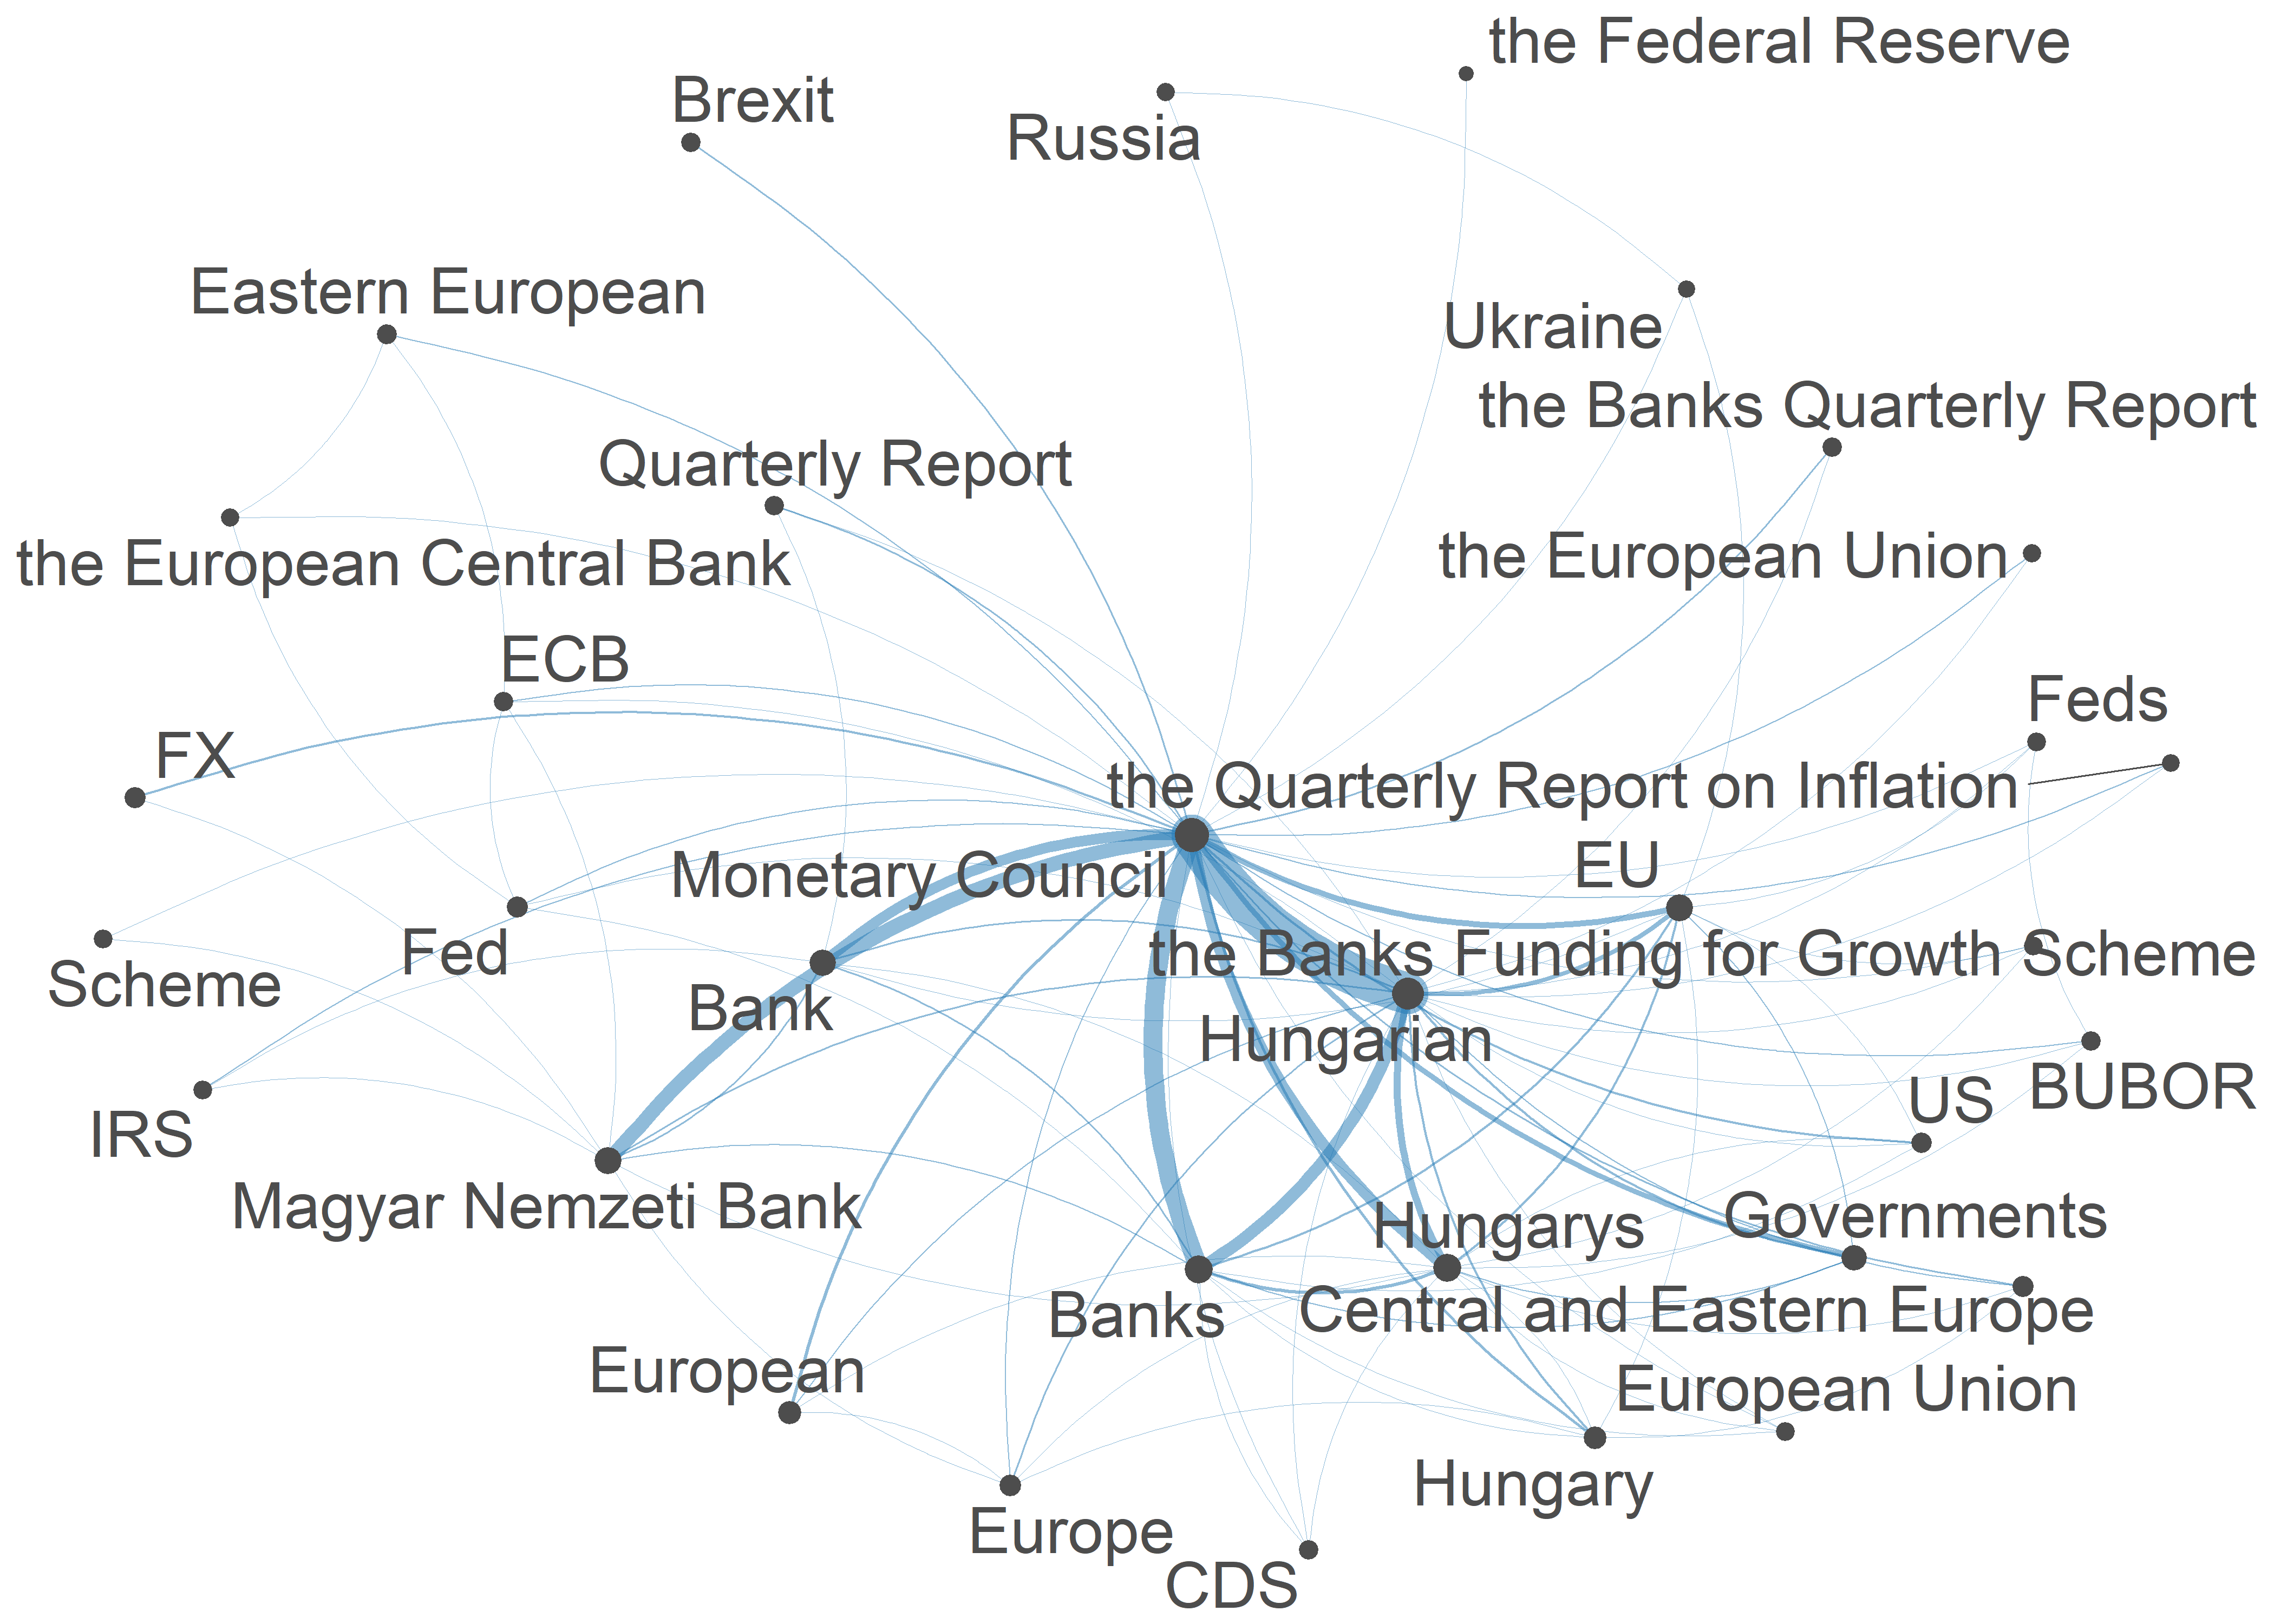 the Federal Reserve
Brexit
Russia
Eastern European
Ukraine
the Banks Quarterly Report
Quarterly Report
the European Union
the European Central Bank
ECB
Feds
FX
the Quarterly Report on Inflation
EU
Monetary Council
Fed
the Banks Funding for Growth Scheme
Scheme
Bank
Hungarian
BUBOR
US
IRS
Magyar Nemzeti Bank
Hungarys
Governments
Banks
Central and Eastern Europe
European
European Union
Hungary
Europe
CDS